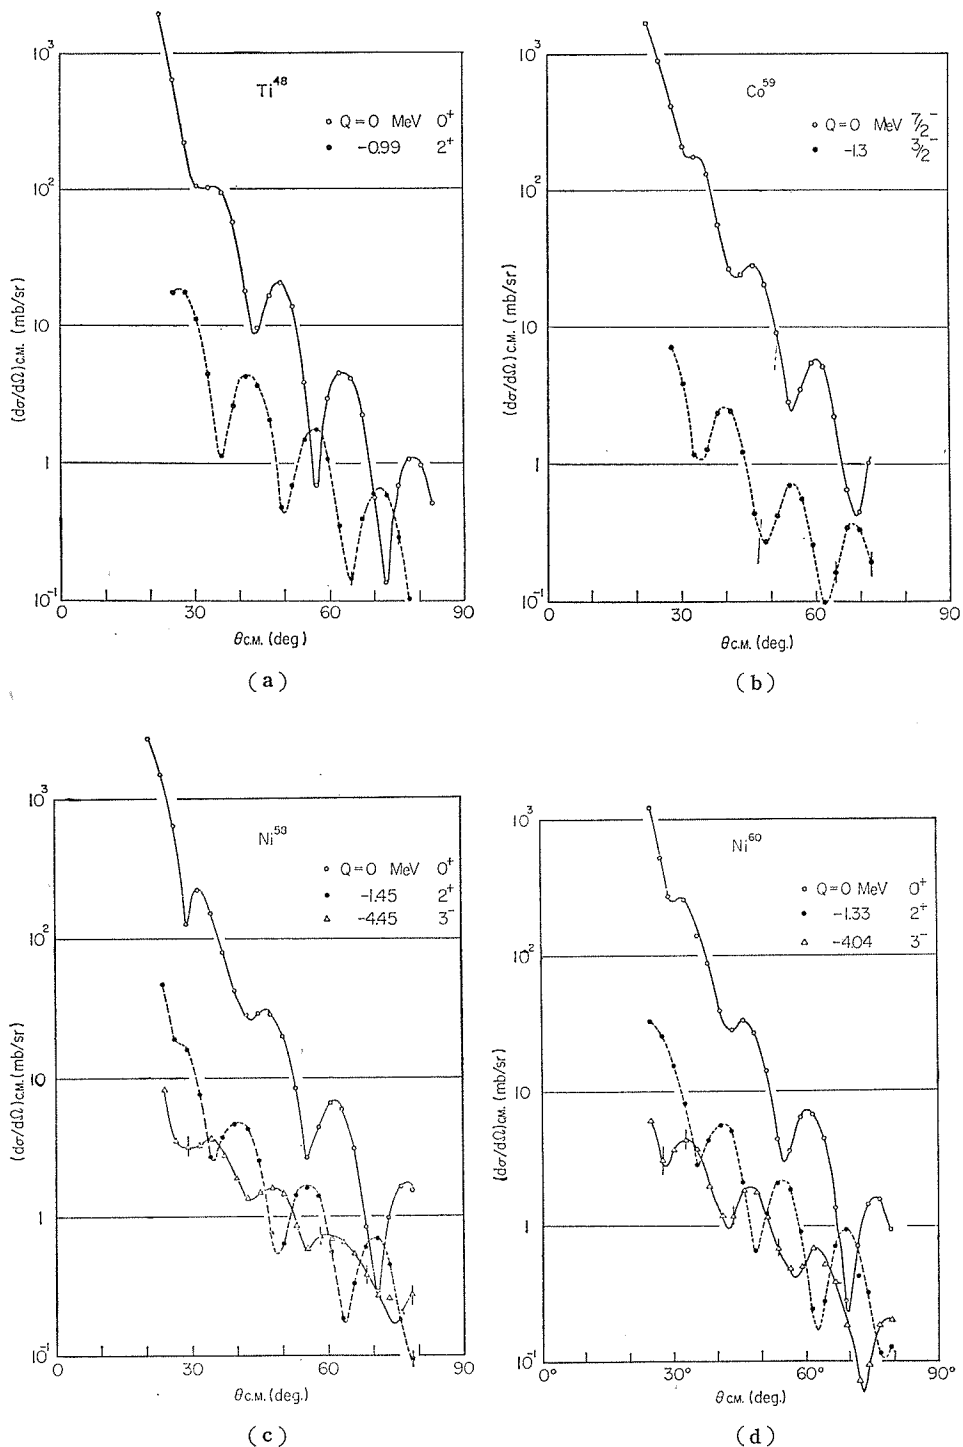 (a)
10³
10²
10
1
10⁻¹
0
30
60
90
(dσ/dΩ)C.M. (mb/sr)
θC.M. (deg)
Ti⁴⁸
Q=0 MeV 0⁺
-0.99 2⁺
(a)
10³
10²
10
1
10⁻¹
0
30
60
90
(dσ/dΩ)C.M. (mb/sr)
θC.M. (deg.)
Co⁵⁹
Q=0 MeV 7/2⁻
-1.3 3/2⁻
(b)
10³
10²
10
1
10⁻¹
0
30
60
90
(dσ/dΩ)C.M. (mb/sr)
θC.M. (deg.)
Ni⁵⁸
Q=0 MeV 0⁺
-1.45 2⁺
-4.45 3⁻
(c)
10³
10²
10
1
10⁻¹
0°
30°
60°
90°
(dσ/dΩ)C.M. (mb/sr)
θC.M. (deg.)
Ni⁶⁰
Q=0 MeV 0⁺
-1.33 2⁺
-4.04 3⁻
(d)